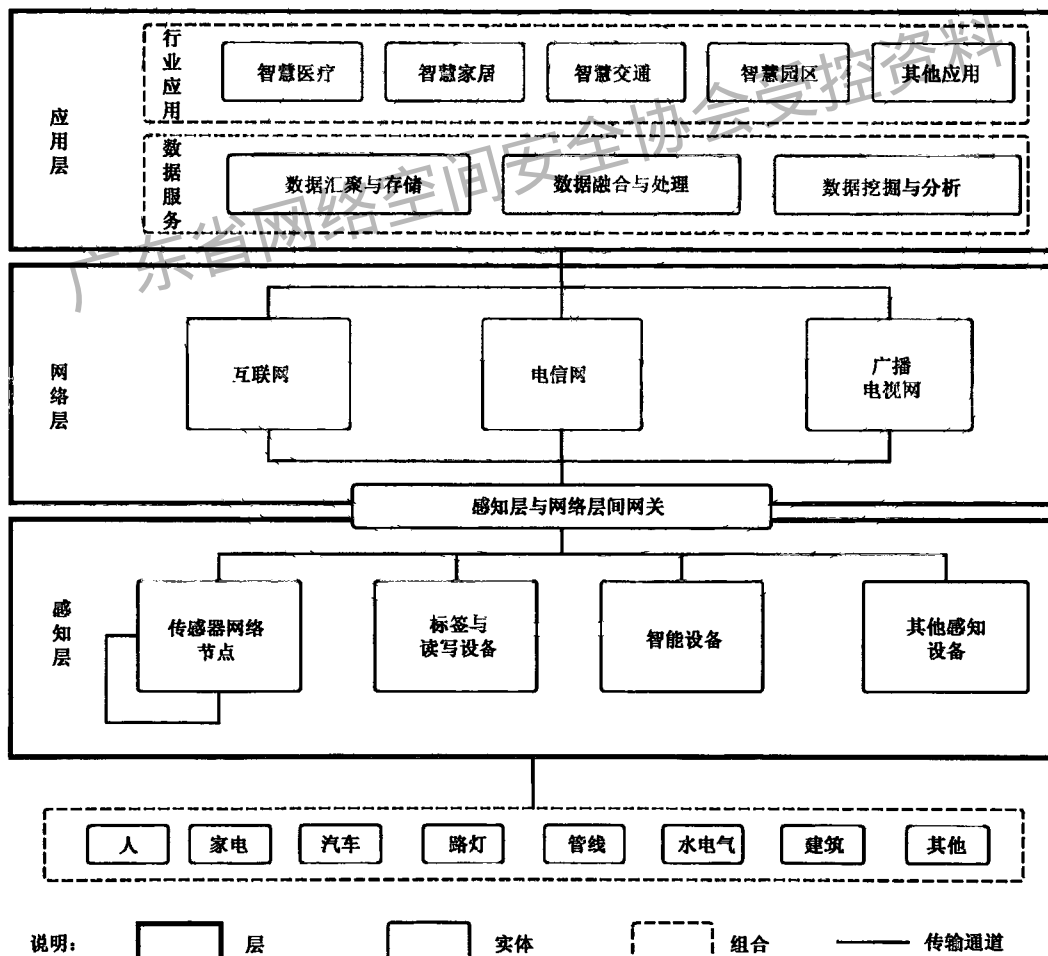 行业应用
智慧医疗
智慧家居
智慧交通
智慧园区
其他应用
应用层
数据服务
数据汇聚与存储
数据融合与处理
数据挖掘与分析
广东省网络空间安全协会受控资料
网络层
互联网
电信网
广播
电视网
感知层与网络层间网关
感知层
传感器网络
节点
标签与
读写设备
智能设备
其他感知
设备
人
家电
汽车
路灯
管线
水电气
建筑
其他
说明：
层
实体
组合
传输通道